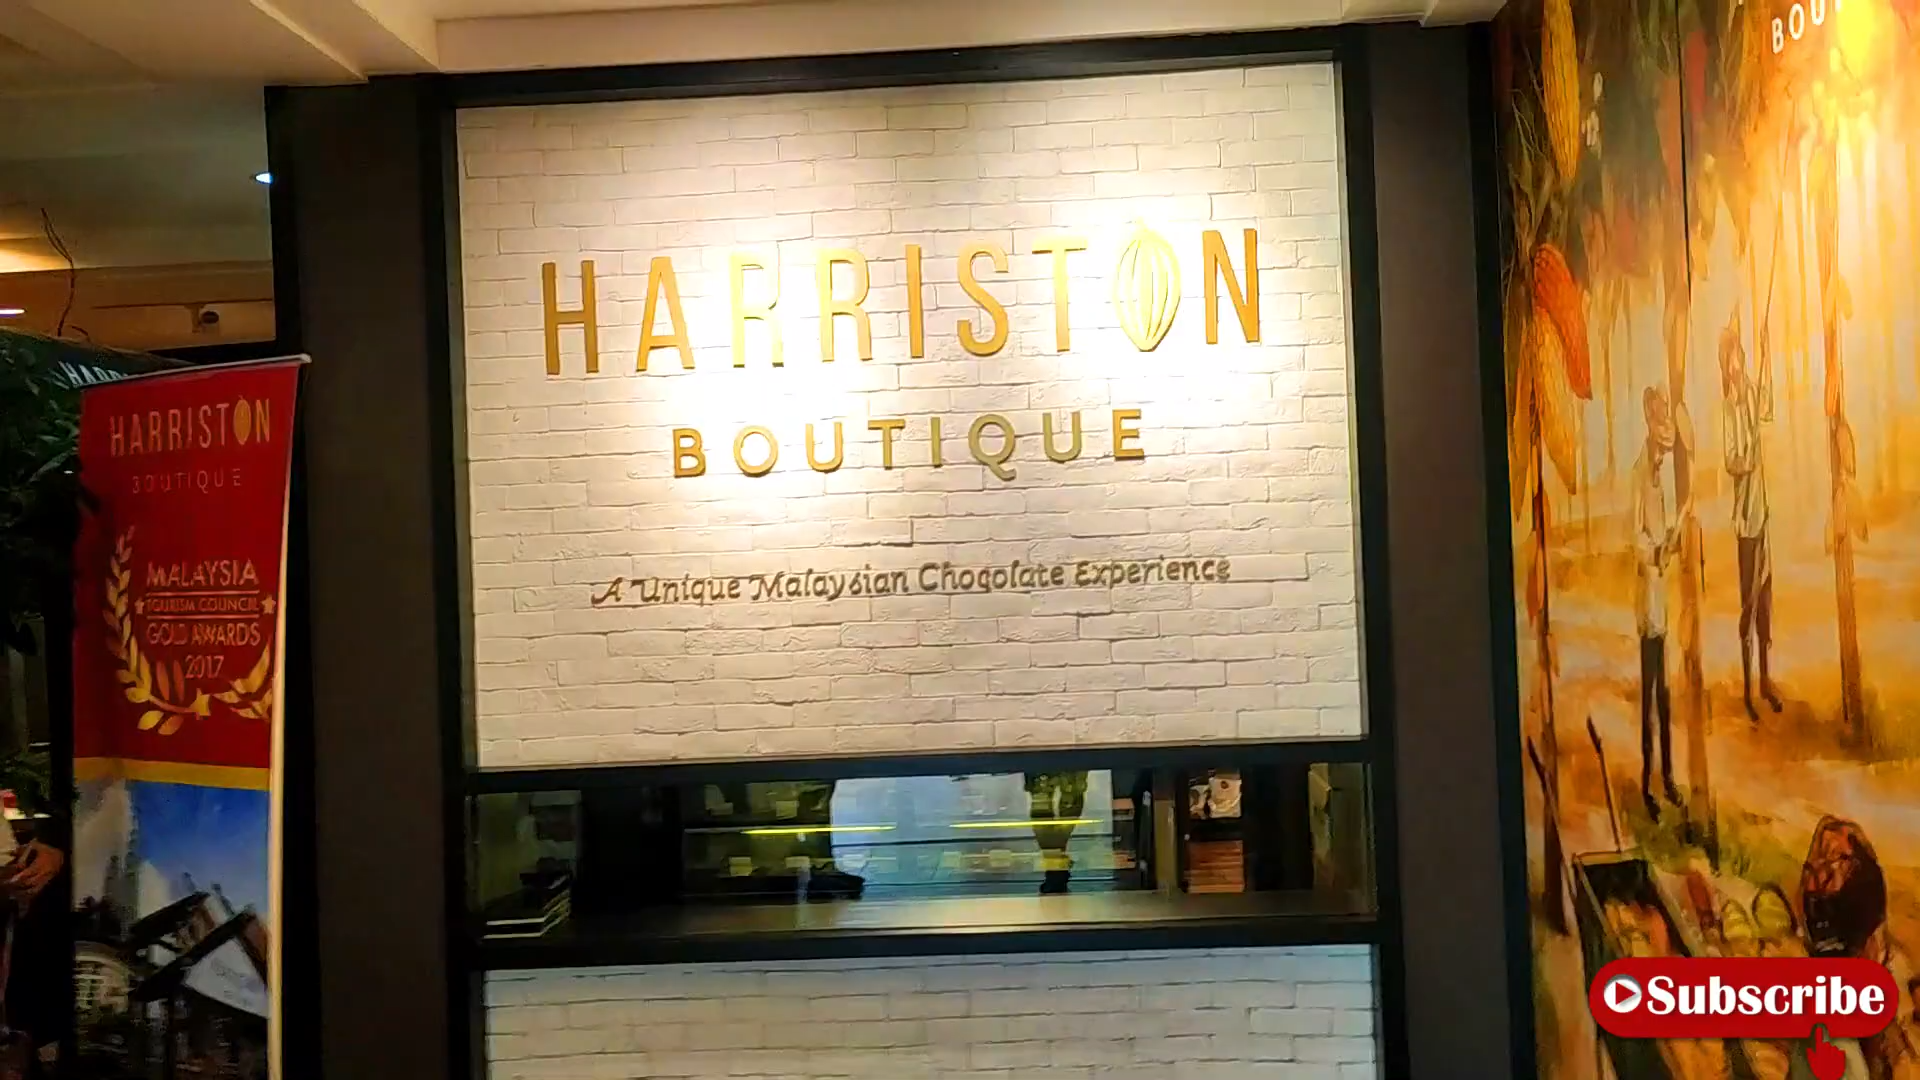 HARRISTON
BOUTIQUE
A Unique Malaysian Chocolate Experience
HARRISTON
BOUTIQUE
MALAYSIA
TOURISM COUNCIL
GOLD AWARDS
2017
Subscribe